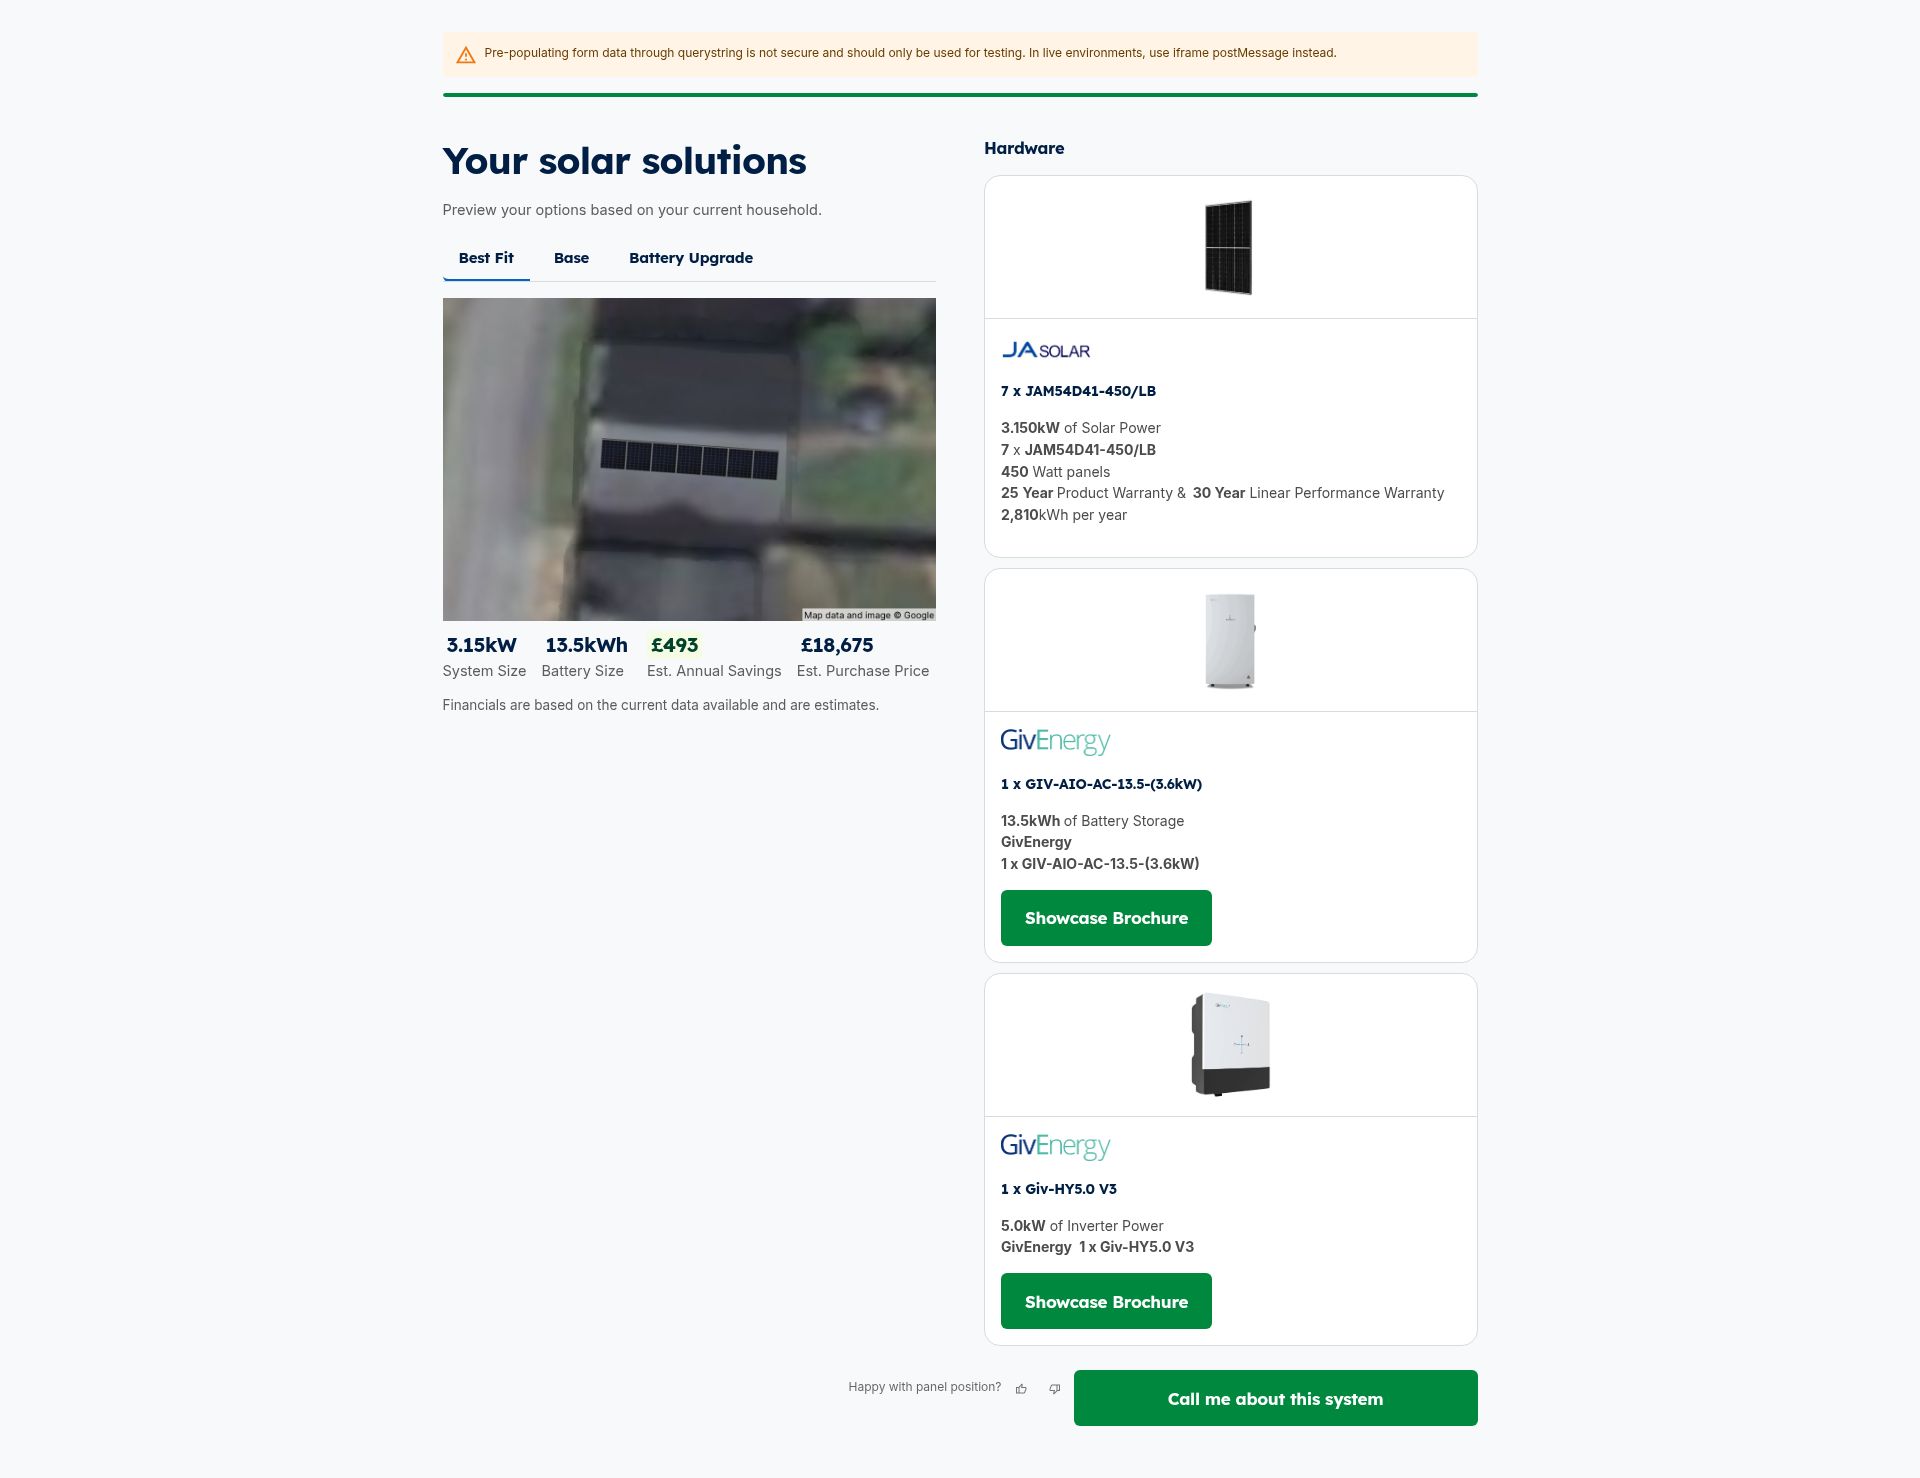 Pre-populating form data through querystring is not secure and should only be used for testing. In live environments, use iframe postMessage instead.
Your solar solutions
Preview your options based on your current household.
Best Fit
Base
Battery Upgrade
Map data and image © Google
3.15kW
System Size
13.5kWh
Battery Size
£493
Est. Annual Savings
£18,675
Est. Purchase Price
Financials are based on the current data available and are estimates.
Hardware
JA SOLAR
7 x JAM54D41-450/LB
3.150kW of Solar Power
7 x JAM54D41-450/LB
450 Watt panels
25 Year Product Warranty & 30 Year Linear Performance Warranty
2,810kWh per year
GivEnergy
1 x GIV-AIO-AC-13.5-(3.6kW)
13.5kWh of Battery Storage
GivEnergy
1 x GIV-AIO-AC-13.5-(3.6kW)
Showcase Brochure
GivEnergy
1 x Giv-HY5.0 V3
5.0kW of Inverter Power
GivEnergy 1 x Giv-HY5.0 V3
Showcase Brochure
Happy with panel position?
Call me about this system